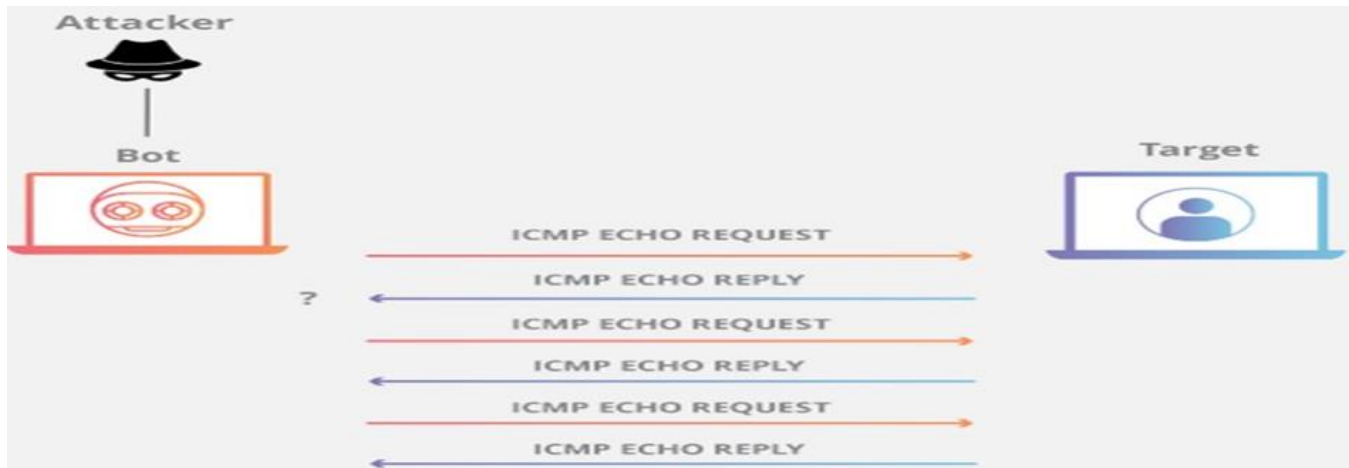 Attacker
Bot
Target
ICMP ECHO REQUEST
ICMP ECHO REPLY
?
ICMP ECHO REQUEST
ICMP ECHO REPLY
ICMP ECHO REQUEST
ICMP ECHO REPLY